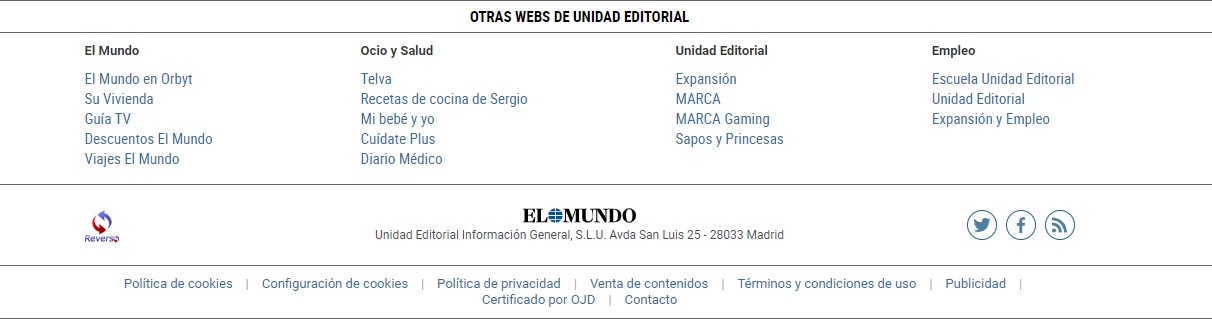 OTRAS WEBS DE UNIDAD EDITORIAL
El Mundo
El Mundo en Orbyt
Su Vivienda
Guía TV
Descuentos El Mundo
Viajes El Mundo
Ocio y Salud
Telva
Recetas de cocina de Sergio
Mi bebé y yo
Cuídate Plus
Diario Médico
Unidad Editorial
Expansión
MARCA
MARCA Gaming
Sapos y Princesas
Empleo
Escuela Unidad Editorial
Unidad Editorial
Expansión y Empleo
Reverso
EL MUNDO
Unidad Editorial Información General, S.L.U. Avda San Luis 25 - 28033 Madrid
Política de cookies | Configuración de cookies | Política de privacidad | Venta de contenidos | Términos y condiciones de uso | Publicidad |
Certificado por OJD | Contacto